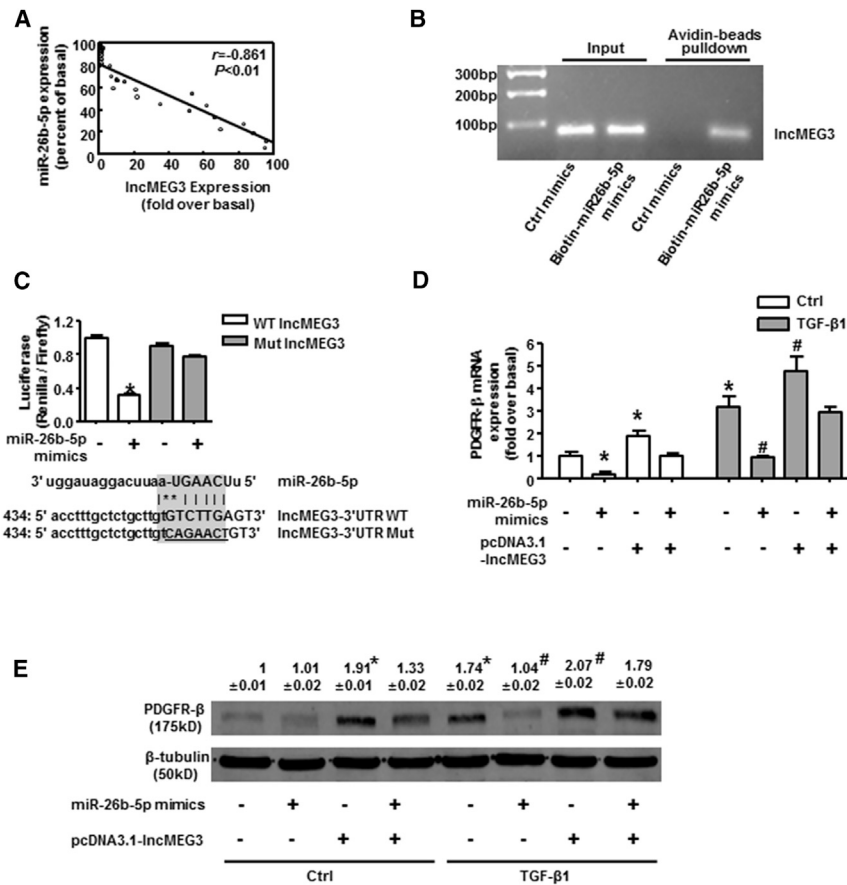 A
miR-26b-5p expression
(percent of basal)
100
80
60
40
20
0
r=-0.861
P<0.01
0 20 40 60 80 100
lncMEG3 Expression
(fold over basal)
B
Input
Avidin-beads
pulldown
300bp
200bp
100bp
lncMEG3
Ctrl mimics
Biotin-miR26b-5p
mimics
Ctrl mimics
Biotin-miR26b-5p
mimics
C
Luciferase
(Renilla / Firefly)
1.2
0.8
0.4
0.0
*
WT lncMEG3
Mut lncMEG3
miR-26b-5p
mimics
- + - +
3' uggauaggacuuaa-UGAACUu 5' miR-26b-5p
|**|||||
434: 5' acctttgctctgcttgtGTCTTGAGT3' lncMEG3-3'UTR WT
434: 5' acctttgctctgcttgtCAGAACTGT3' lncMEG3-3'UTR Mut
D
Ctrl
TGF-β1
PDGFR-β mRNA
expression
(fold over basal)
6
5
4
3
2
1
0
* * * # #
miR-26b-5p
mimics
- + - + - + - +
pcDNA3.1
-lncMEG3
- - + + - - + +
E
1 1.01 1.91* 1.33 1.74* 1.04# 2.07# 1.79
±0.01 ±0.02 ±0.01 ±0.02 ±0.02 ±0.02 ±0.02 ±0.02
PDGFR-β
(175kD)
β-tubulin
(50kD)
miR-26b-5p mimics - + - + - + - +
pcDNA3.1-lncMEG3 - - + + - - + +
Ctrl TGF-β1